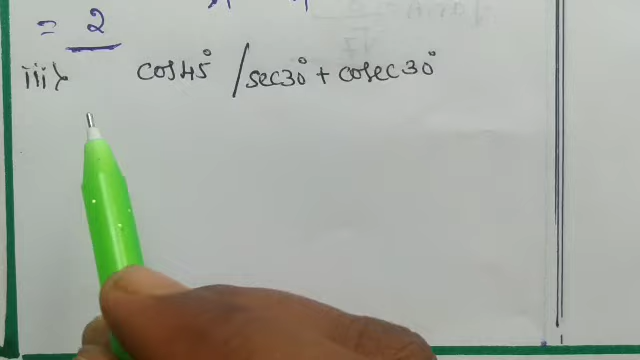 = 2
iii) cos45° / sec30° + cosec30°